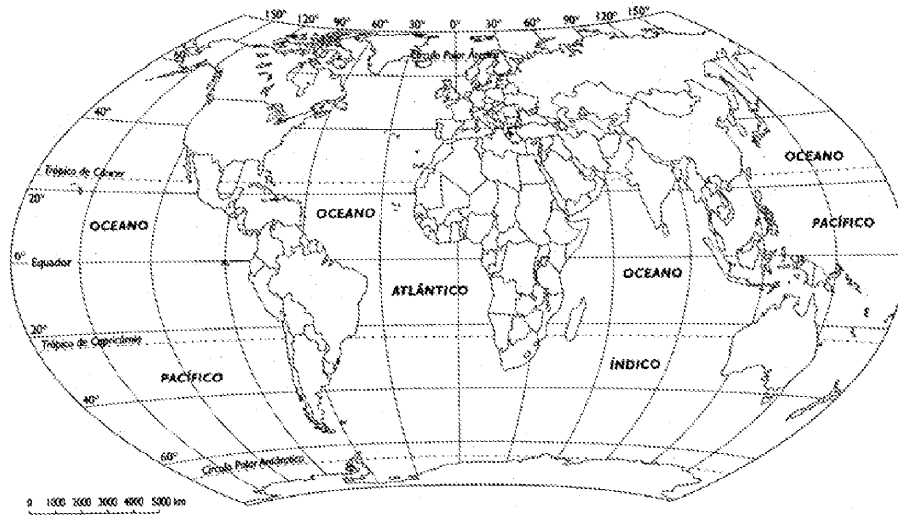 150° 120° 90° 60° 30° 0° 30° 60° 90° 120° 150°
Círculo Polar Ártico
60°
40°
OCEANO
Trópico de Câncer
20°
OCEANO
OCEANO
PACÍFICO
0° Equador
OCEANO
ATLÂNTICO
20°
Trópico de Capricórnio
PACÍFICO
ÍNDICO
40°
60°
Círculo Polar Antártico
0 1000 2000 3000 4000 5000 km